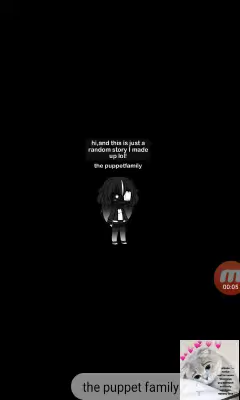 hi,and this is just a
random story I made
up lol!
the puppetfamily
00:05
the puppet family